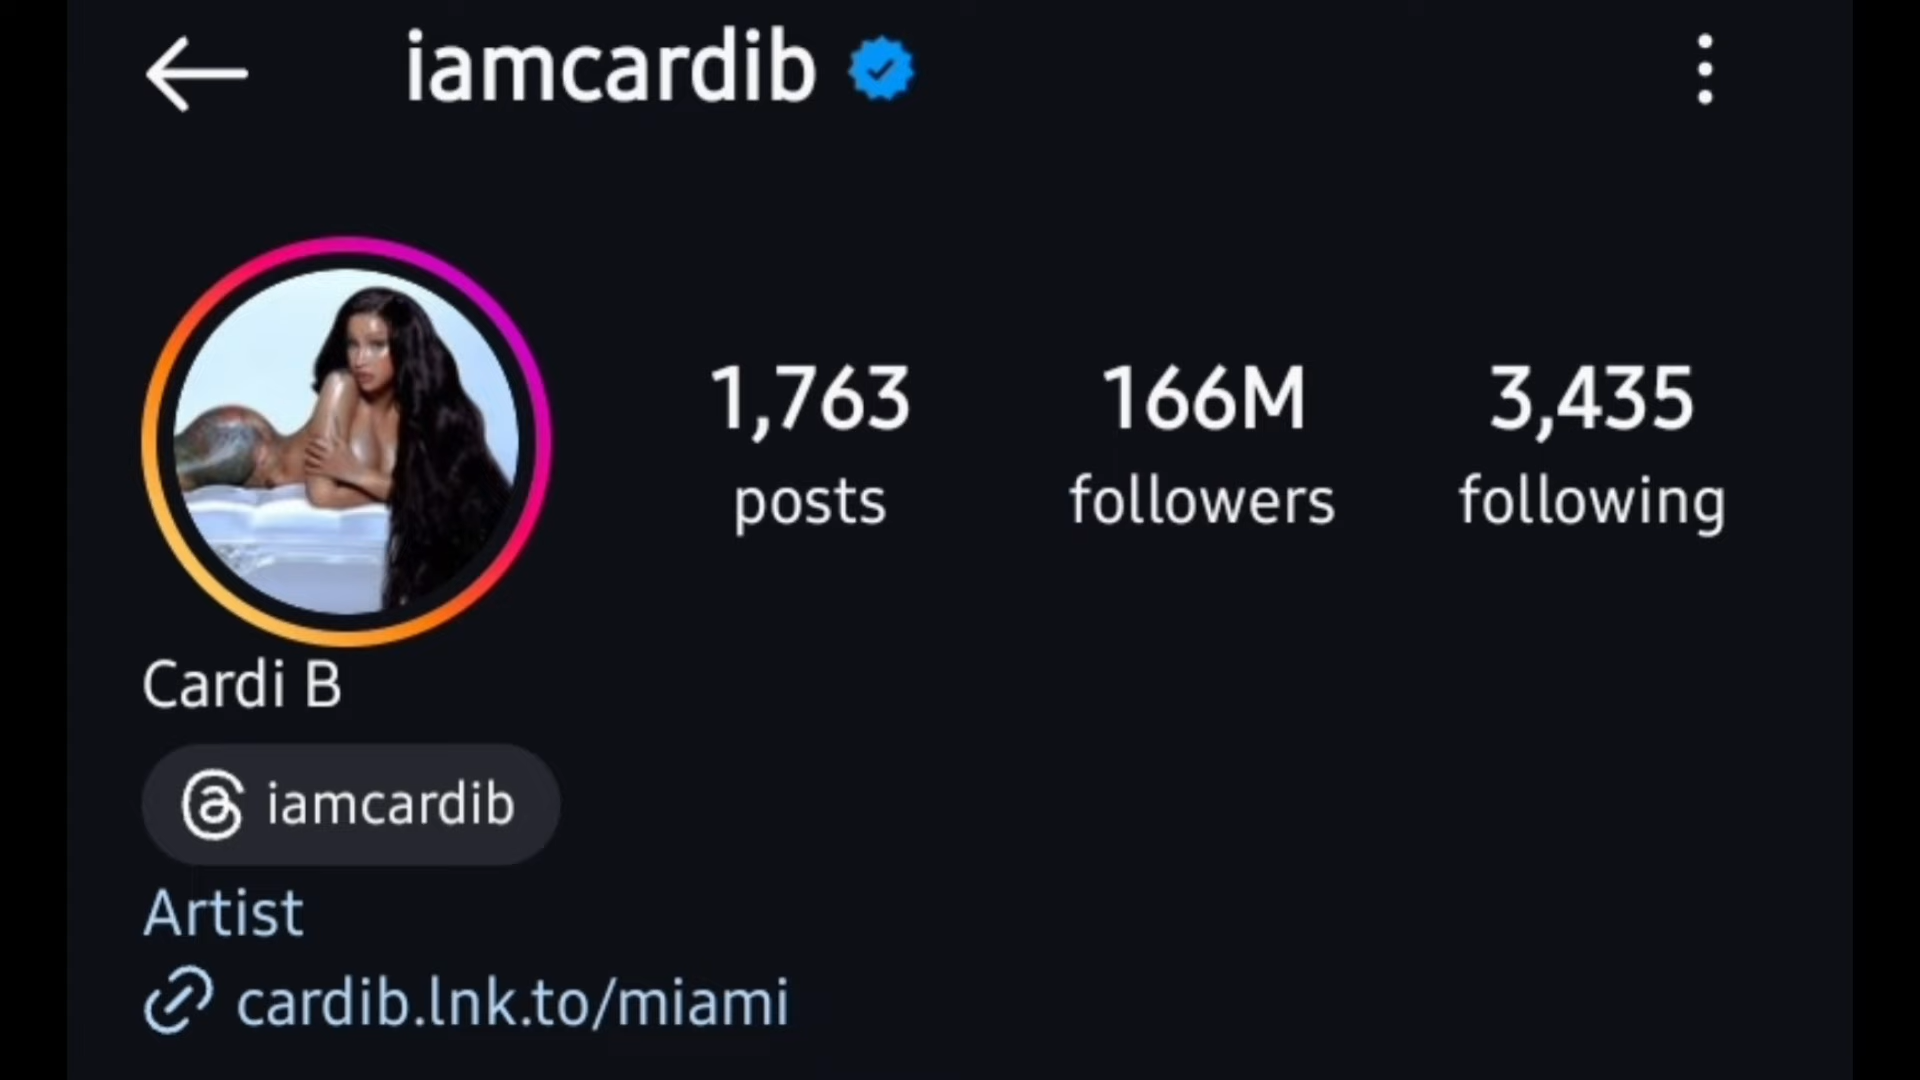 iamcardib
1,763 166M 3,435
posts followers following
Cardi B
iamcardib
Artist
cardib.lnk.to/miami